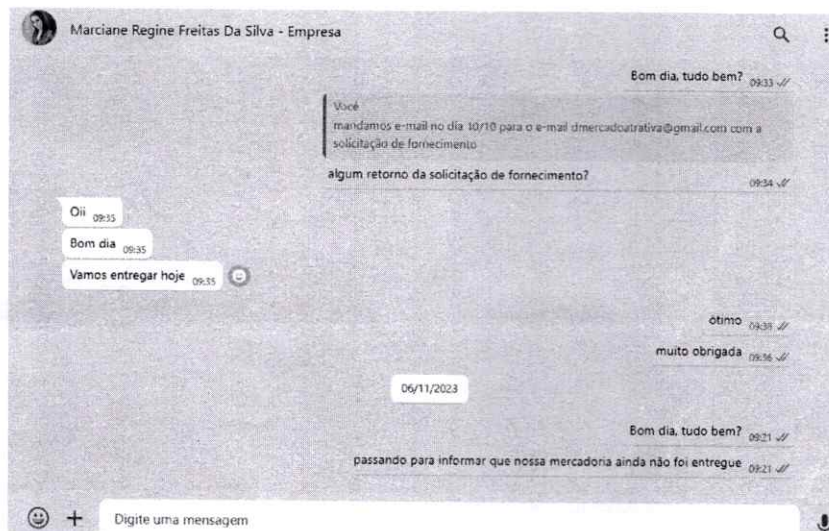 Marciane Regine Freitas Da Silva - Empresa
Bom dia, tudo bem? 09:33
Você
mandamos e-mail no dia 10/10 para o e-mail dmercadoatrativa@gmail.com com a
solicitação de fornecimento
algum retorno da solicitação de fornecimento? 09:34
Oii 09:35
Bom dia 09:35
Vamos entregar hoje 09:35
ótimo
muito obrigada 09:36
06/11/2023
Bom dia, tudo bem? 09:21
passando para informar que nossa mercadoria ainda não foi entregue 09:21
Digite uma mensagem